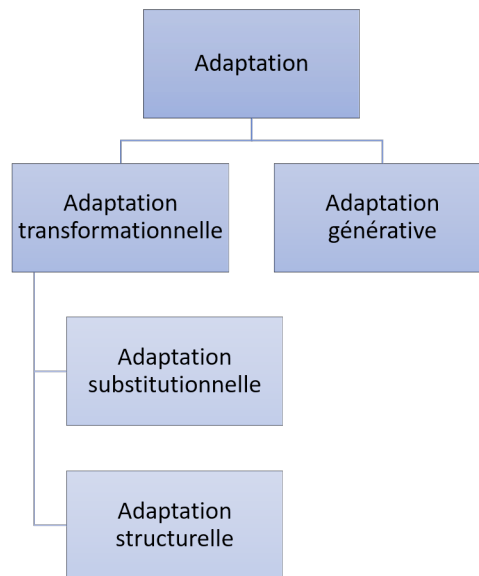 Adaptation
Adaptation
transformationnelle
Adaptation
générative
Adaptation
substitutionnelle
Adaptation
structurelle